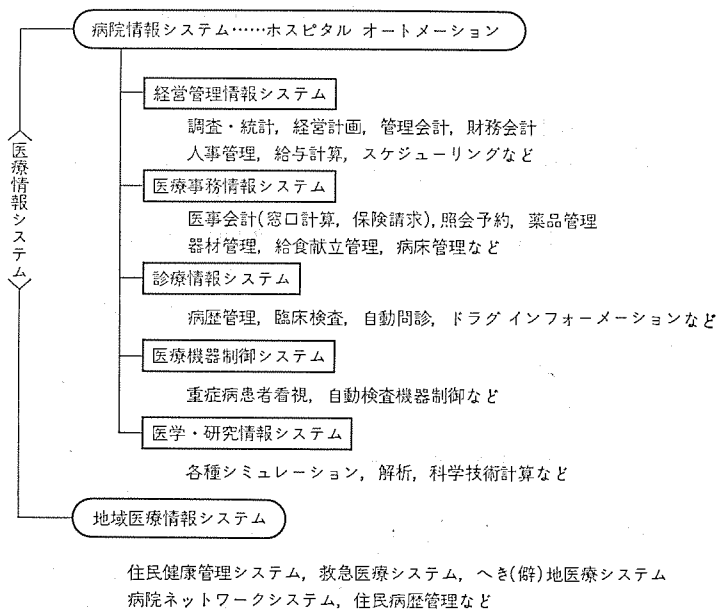 病院情報システム……ホスピタル オートメーション
経営管理情報システム
調査・統計, 経営計画, 管理会計, 財務会計
人事管理, 給与計算, スケジューリングなど
医療事務情報システム
医事会計(窓口計算, 保険請求), 照会予約, 薬品管理
器材管理, 給食献立管理, 病床管理など
〈医療情報システム〉
診療情報システム
病歴管理, 臨床検査, 自動問診, ドラグ インフォーメーションなど
医療機器制御システム
重症病患者看視, 自動検査機器制御など
医学・研究情報システム
各種シミュレーション, 解析, 科学技術計算など
地域医療情報システム
住民健康管理システム, 救急医療システム, へき(僻)地医療システム
病院ネットワークシステム, 住民病歴管理など